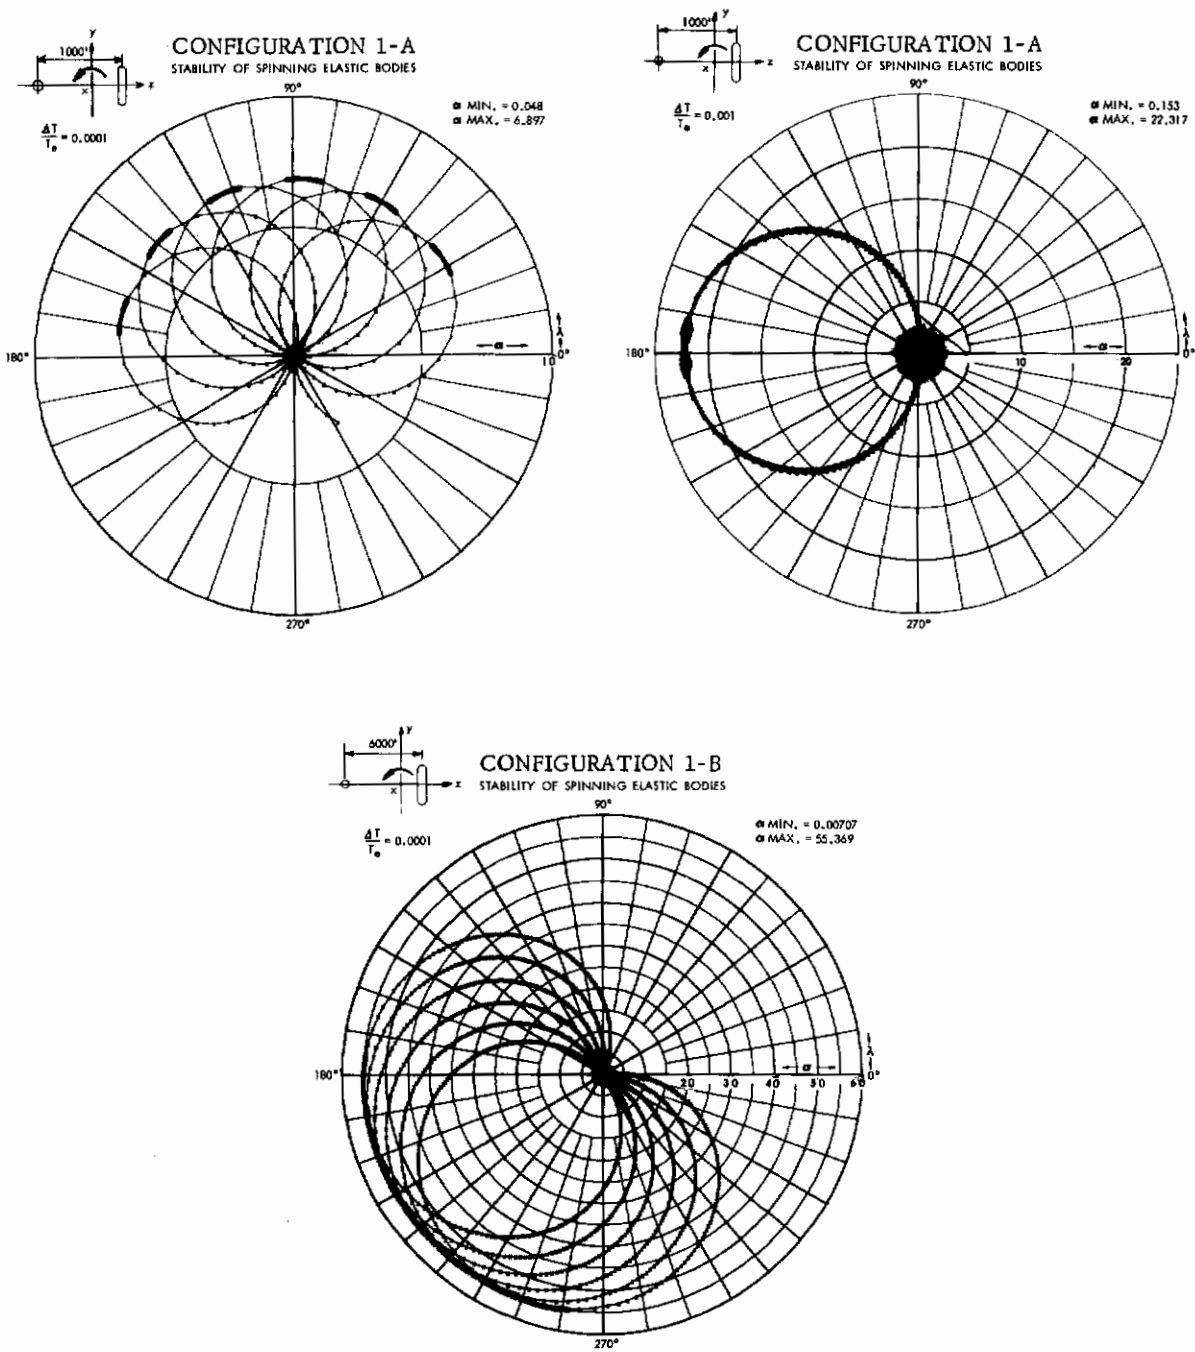 1000'
y
z
x
CONFIGURATION 1-A
STABILITY OF SPINNING ELASTIC BODIES
ΔT
— = 0.0001
α MIN. = 0.048
α MAX. = 6.897
90°
180°
α
10
λ
0°
270°
1000'
y
z
x
CONFIGURATION 1-A
STABILITY OF SPINNING ELASTIC BODIES
ΔT
— = 0.001
α MIN. = 0.153
α MAX. = 22.317
90°
180°
10
α
20
λ
0°
270°
6000'
y
z
x
CONFIGURATION 1-B
STABILITY OF SPINNING ELASTIC BODIES
ΔT
— = 0.0001
α MIN. = 0.00707
α MAX. = 55.369
90°
180°
α
λ
20 30 40 50 60 0°
270°